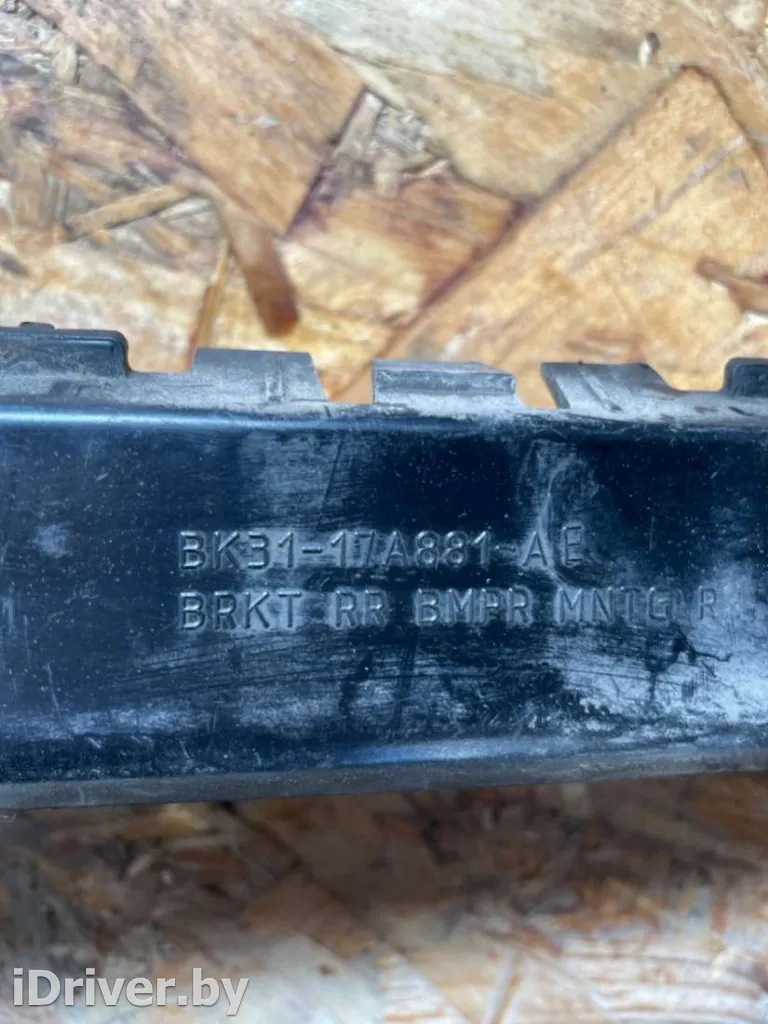 BK31-17A881-AE
BRKT RR BMPR MNTG R
iDriver.by